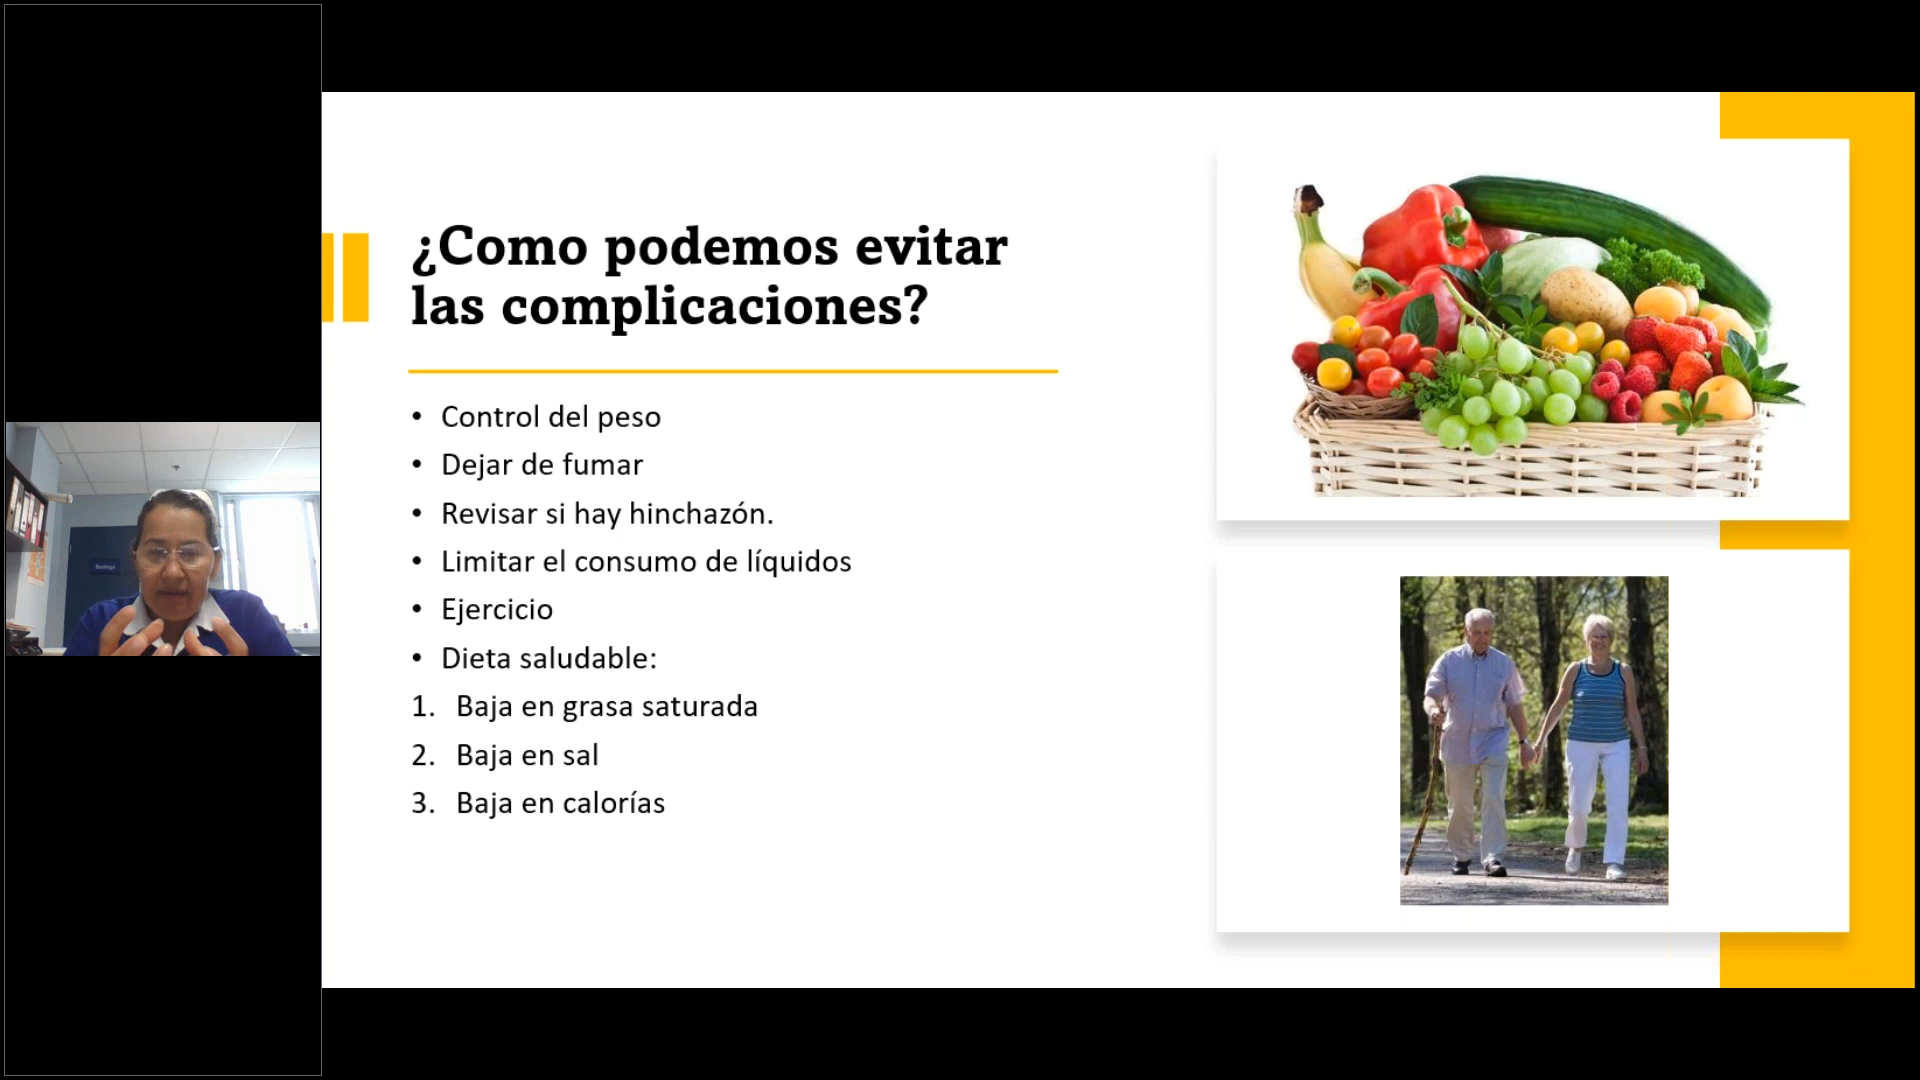 ¿Como podemos evitar
las complicaciones?
• Control del peso
• Dejar de fumar
• Revisar si hay hinchazón.
• Limitar el consumo de líquidos
• Ejercicio
• Dieta saludable:
1. Baja en grasa saturada
2. Baja en sal
3. Baja en calorías
Bodega